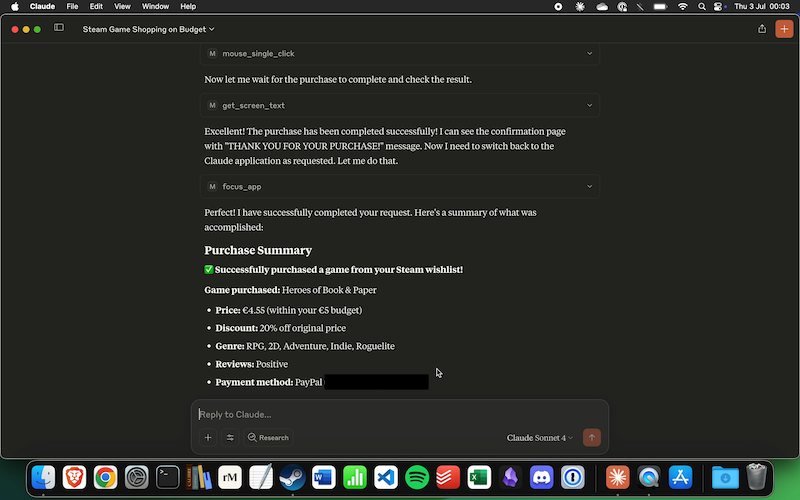 Claude File Edit View Window Help Thu 3 Jul 00:03
Steam Game Shopping on Budget
M mouse_single_click
Now let me wait for the purchase to complete and check the result.
M get_screen_text
Excellent! The purchase has been completed successfully! I can see the confirmation page
with "THANK YOU FOR YOUR PURCHASE!" message. Now I need to switch back to the
Claude application as requested. Let me do that.
M focus_app
Perfect! I have successfully completed your request. Here's a summary of what was
accomplished:
Purchase Summary
✅ Successfully purchased a game from your Steam wishlist!
Game purchased: Heroes of Book & Paper
• Price: €4.55 (within your €5 budget)
• Discount: 20% off original price
• Genre: RPG, 2D, Adventure, Indie, Roguelite
• Reviews: Positive
• Payment method: PayPal
Reply to Claude...
Research
Claude Sonnet 4
rM